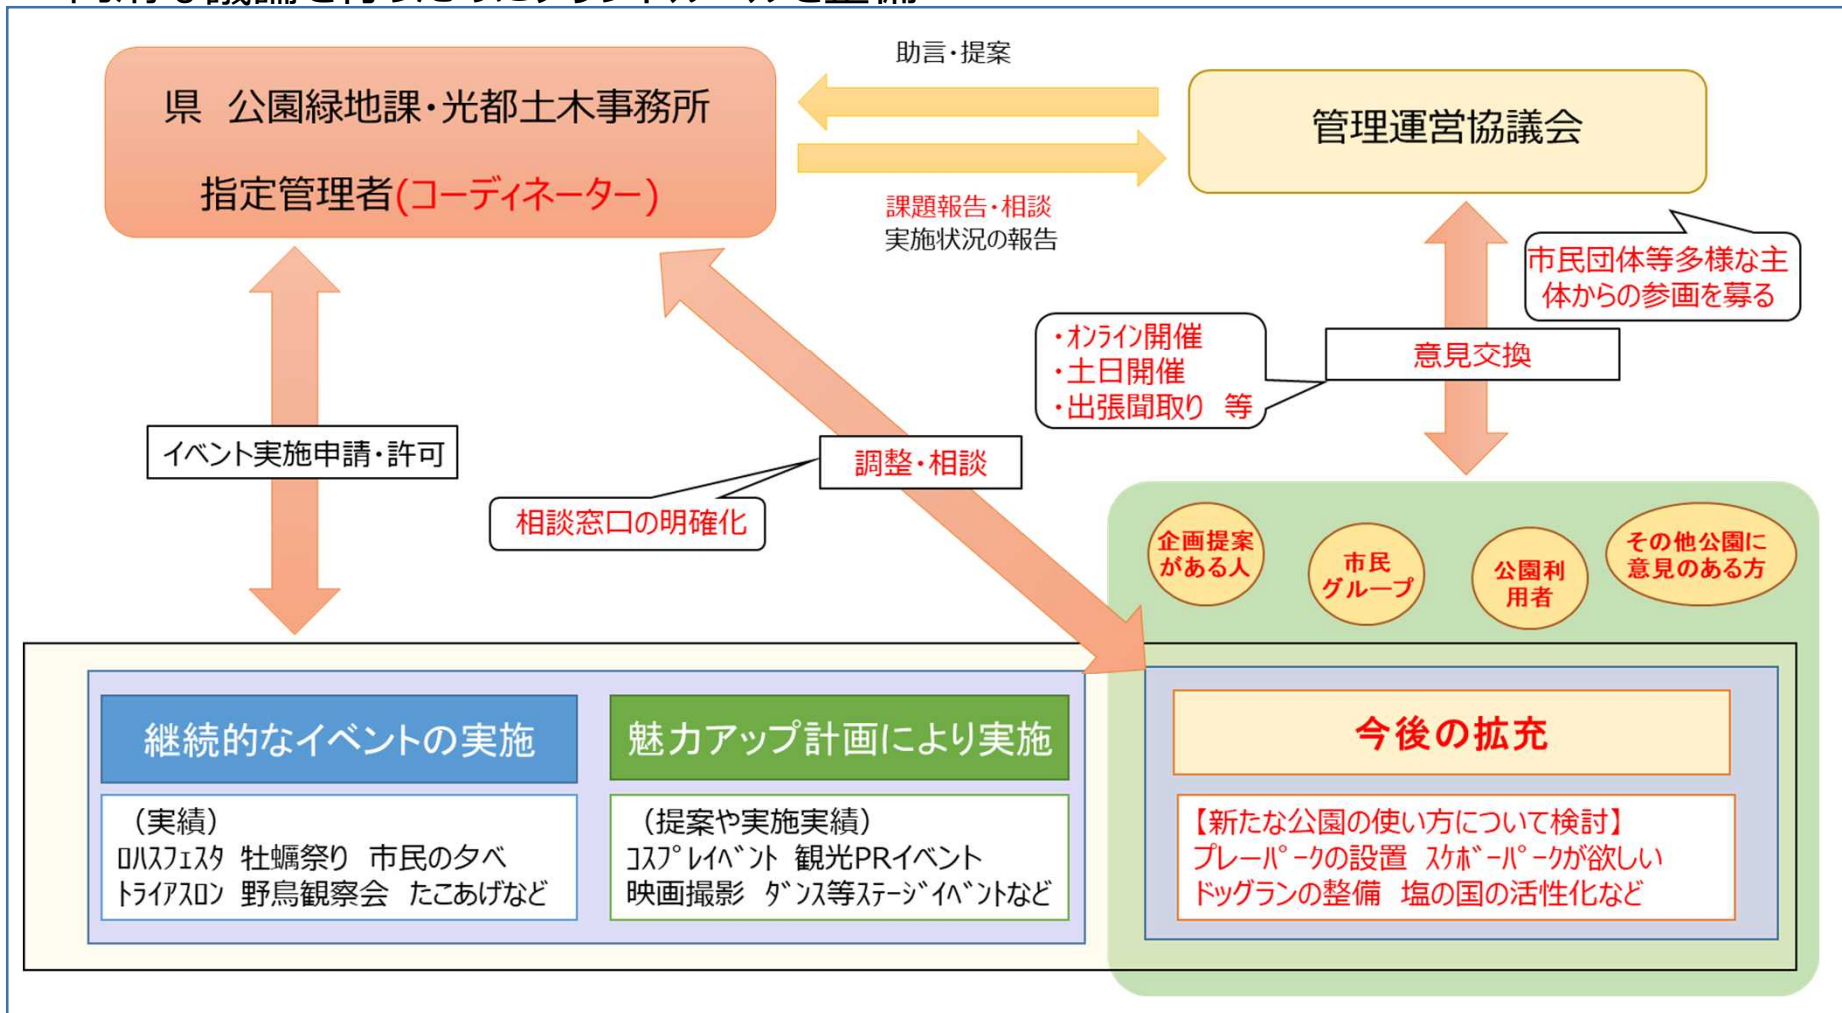 助言・提案
県 公園緑地課・光都土木事務所
指定管理者(コーディネーター)
管理運営協議会
課題報告・相談
実施状況の報告
市民団体等多様な主
体からの参画を募る
・ｵﾝﾗｲﾝ開催
・土日開催
・出張聞取り 等
意見交換
イベント実施申請・許可
調整・相談
相談窓口の明確化
企画提案
がある人
市民
グループ
公園利
用者
その他公園に
意見のある方
継続的なイベントの実施
（実績）
ﾛﾊｽﾌｪｽﾀ 牡蠣祭り 市民の夕べ
ﾄﾗｲｱｽﾛﾝ 野鳥観察会 たこあげなど
魅力アップ計画により実施
（提案や実施実績）
ｺｽﾌﾟﾚｲﾍﾞﾝﾄ 観光PRイベント
映画撮影 ﾀﾞﾝｽ等ｽﾃｰｼﾞｲﾍﾞﾝﾄなど
今後の拡充
【新たな公園の使い方について検討】
プレーパークの設置 ｽｹﾎﾞｰパークが欲しい
ドッグランの整備 塩の国の活性化など